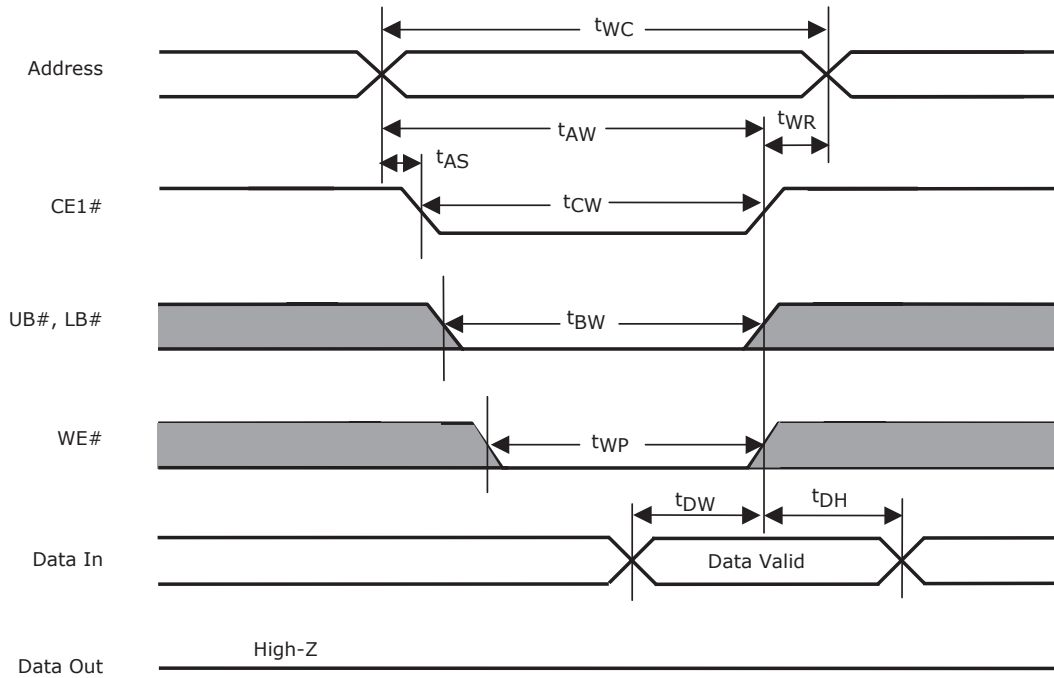 tWC
Address
tAW
tWR
tAS
CE1#
tCW
UB#, LB#
tBW
WE#
tWP
tDW
tDH
Data In
Data Valid
High-Z
Data Out